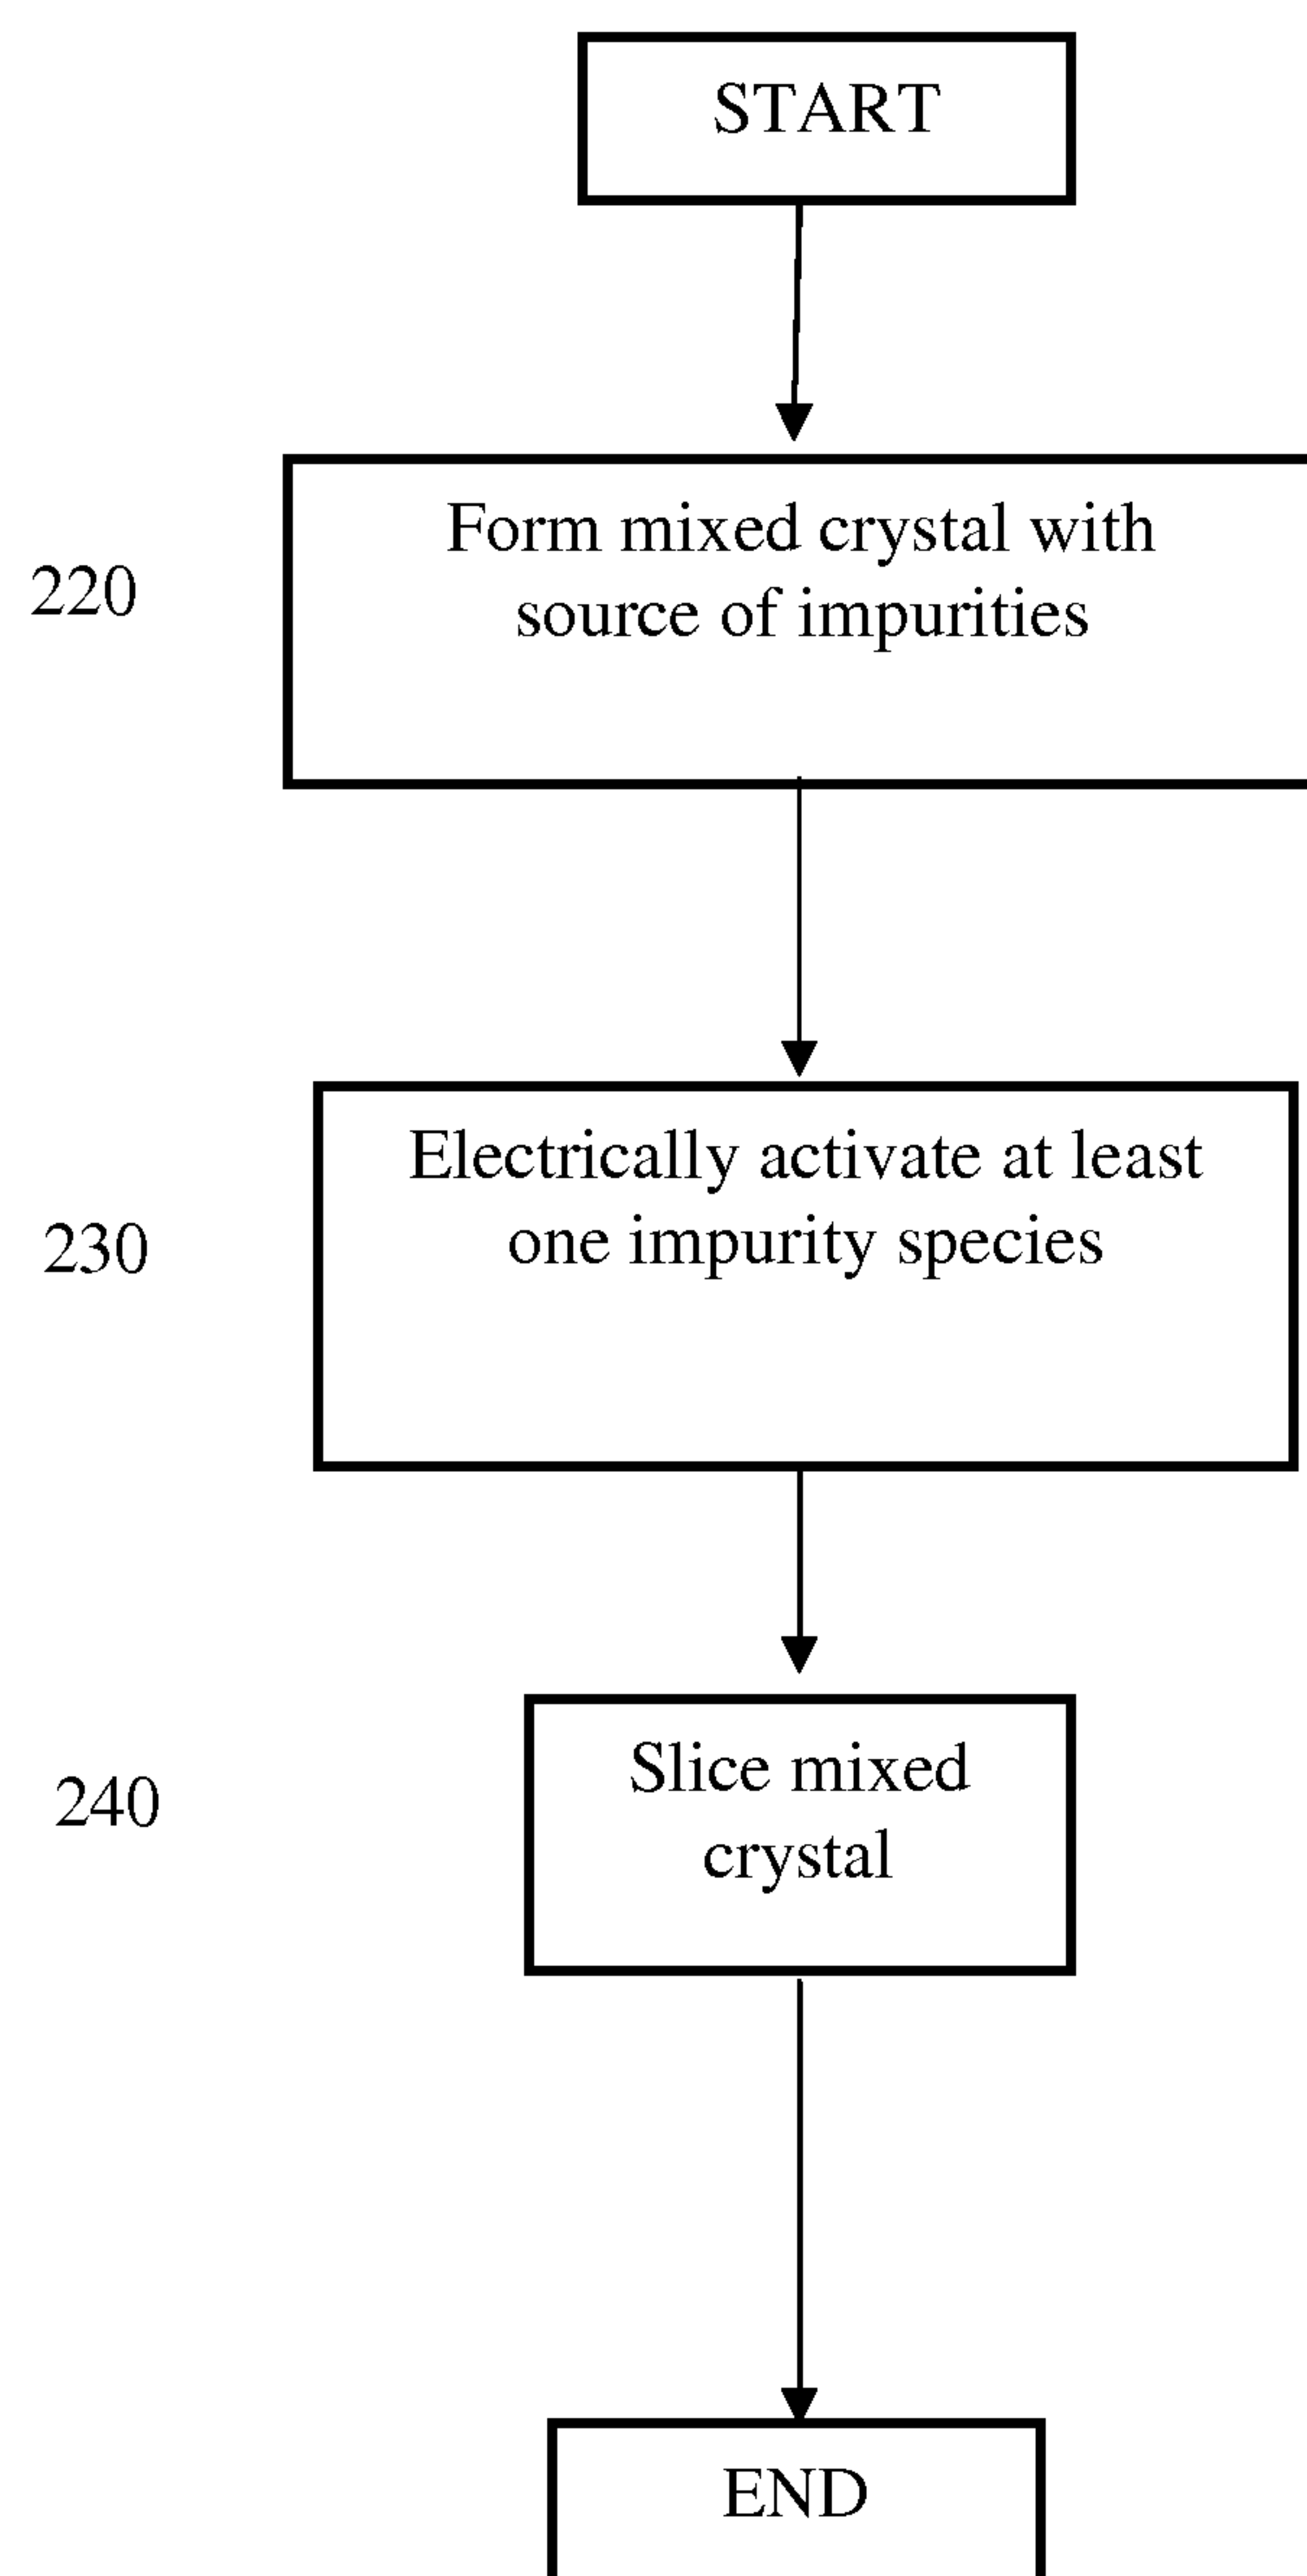 START
Form mixed crystal with
source of impurities
220
Electrically activate at least
one impurity species
230
Slice mixed
crystal
240
END